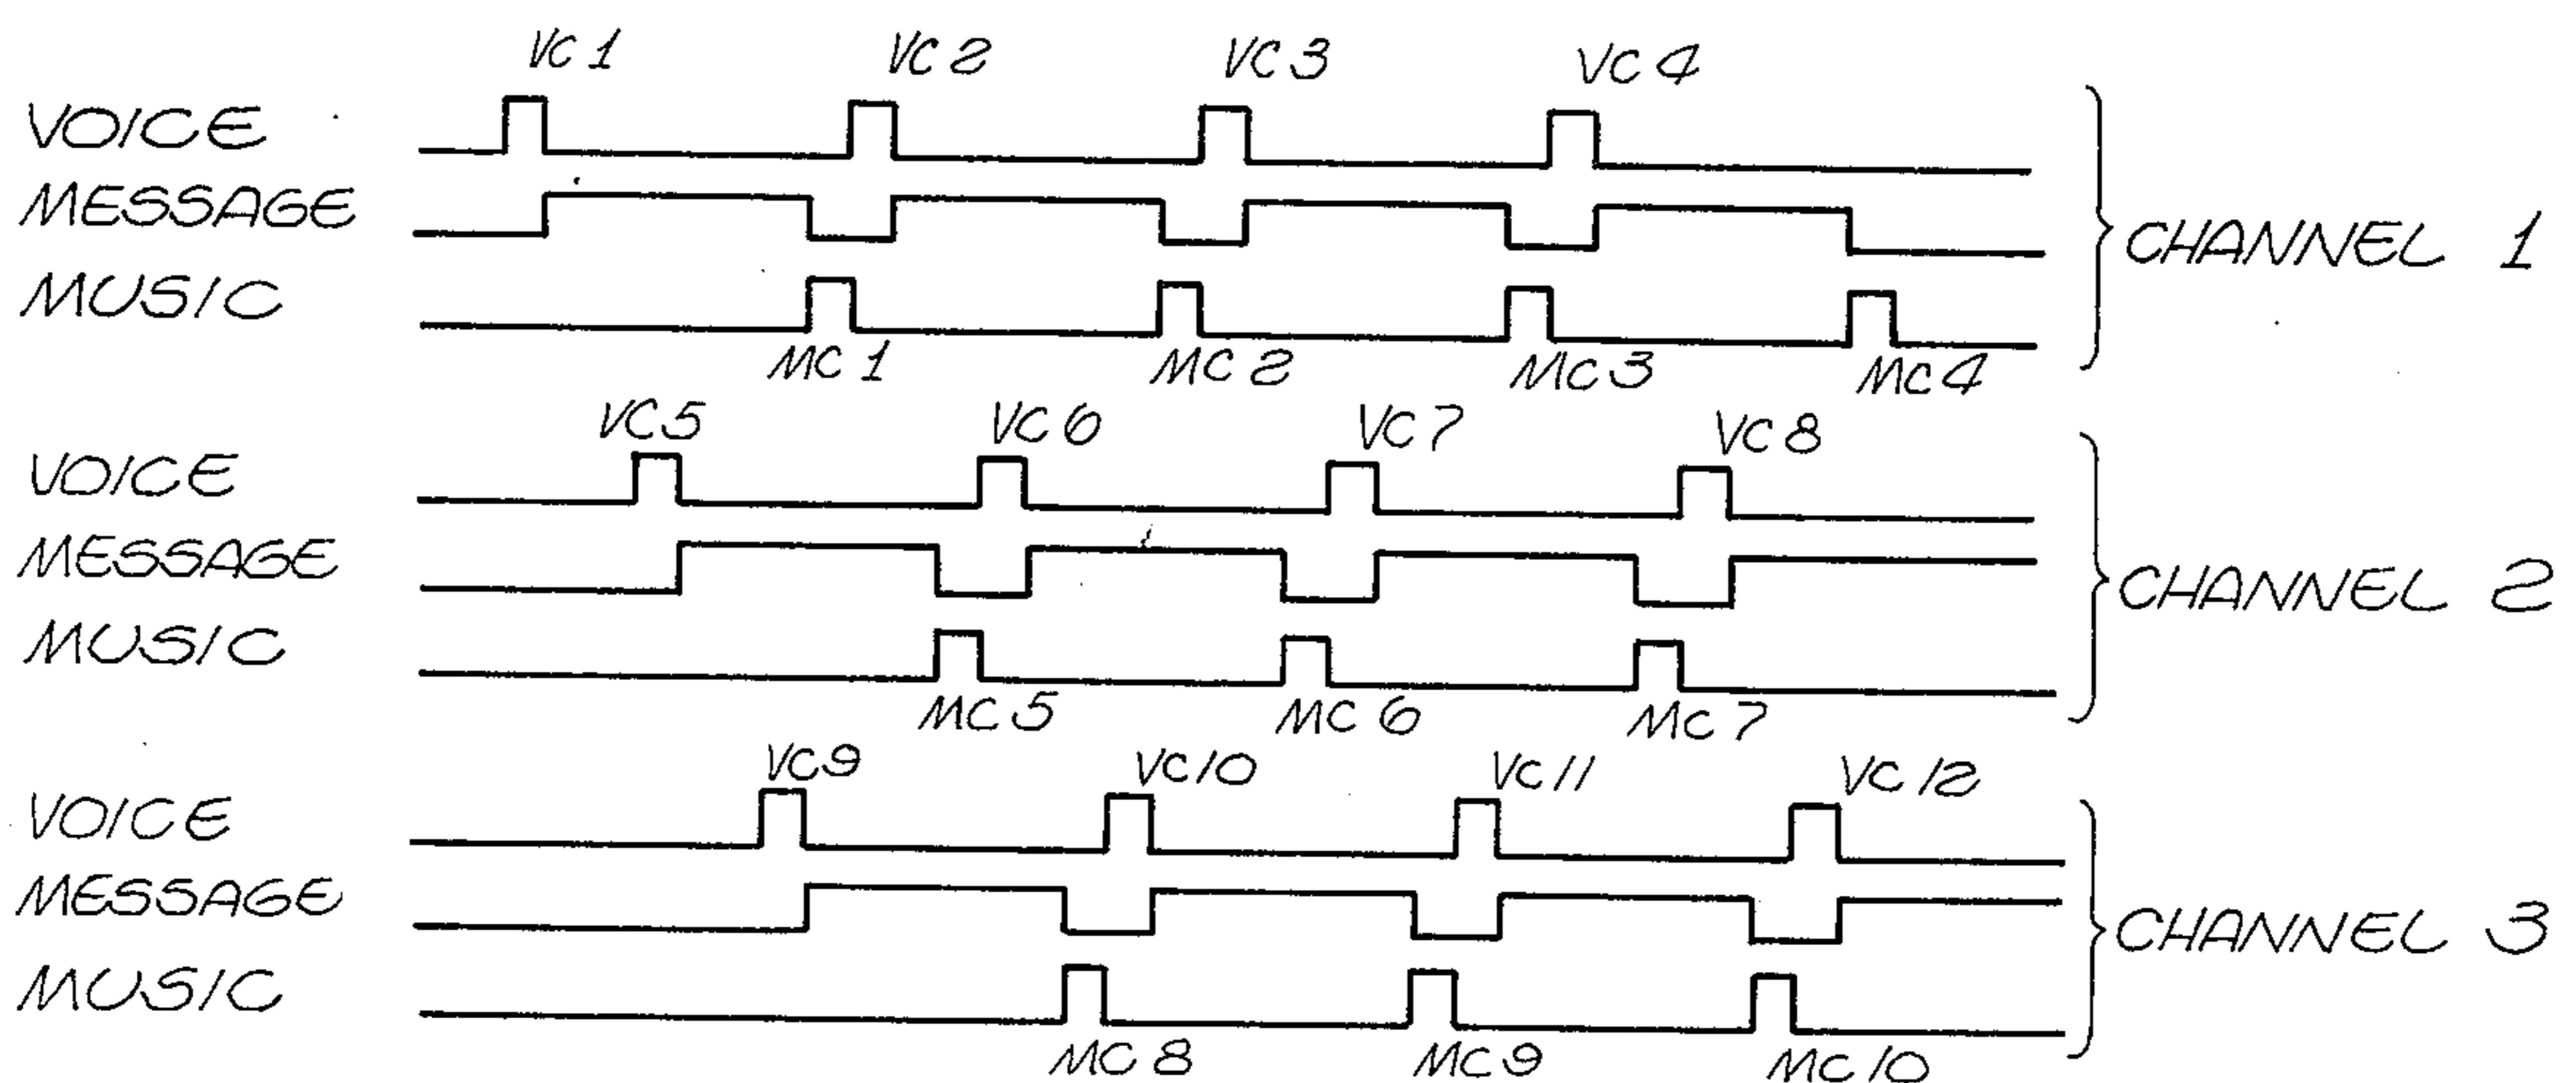 VC 1 VC 2 VC 3 VC 4
VOICE
MESSAGE
CHANNEL 1
MUSIC
MC 1 MC 2 MC 3 MC 4
VC 5 VC 6 VC 7 VC 8
VOICE
MESSAGE
CHANNEL 2
MUSIC
MC 5 MC 6 MC 7
VC 9 VC 10 VC 11 VC 12
VOICE
MESSAGE
CHANNEL 3
MUSIC
MC 8 MC 9 MC 10